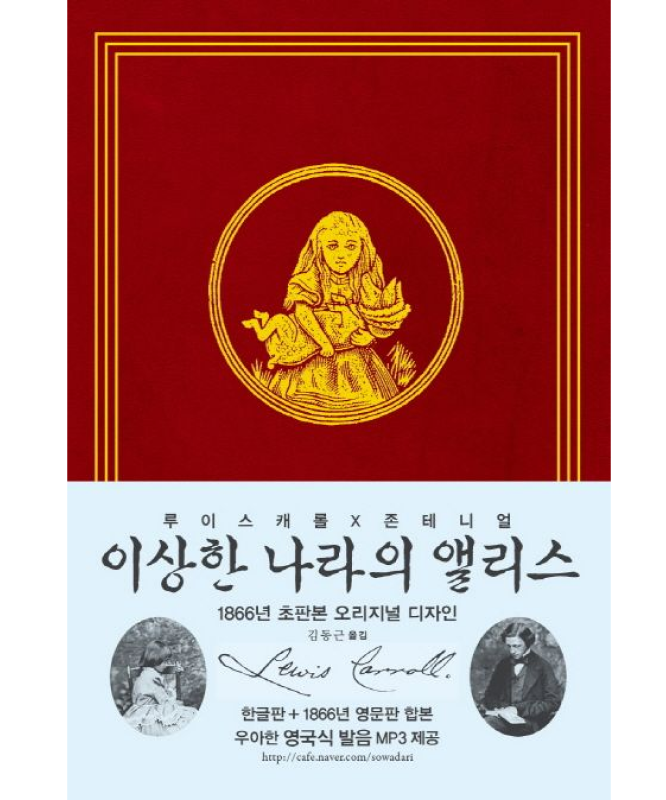 루이스캐롤X존테니얼
이상한 나라의 앨리스
1866년 초판본 오리지널 디자인
김동근 옮김
Lewis Carroll.
한글판 + 1866년 영문판 합본
우아한 영국식 발음 MP3 제공
http://cafe.naver.com/sowadari